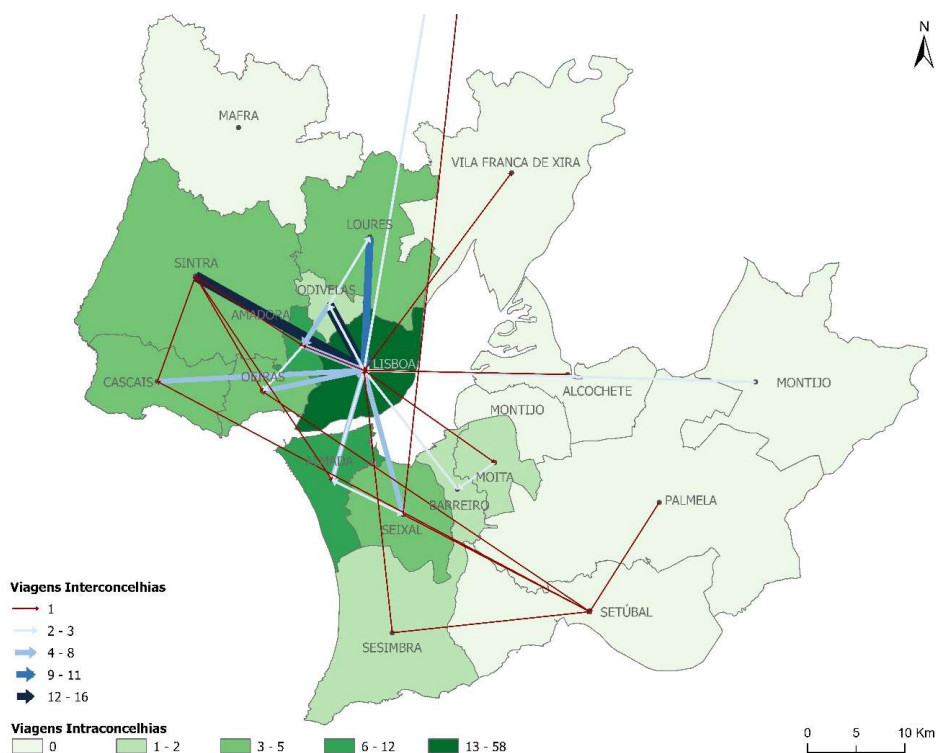 N
MAFRA
VILA FRANCA DE XIRA
LOURES
SINTRA
ODIVELAS
AMADORA
LISBOA
CASCAIS
OEIRAS
ALCOCHETE
MONTIJO
MONTIJO
ALMADA
MOITA
BARREIRO
SEIXAL
PALMELA
SETÚBAL
SESIMBRA
Viagens Interconcelhias
1
2 - 3
4 - 8
9 - 11
12 - 16
Viagens Intraconcelhias
0
1 - 2
3 - 5
6 - 12
13 - 58
0 5 10 Km